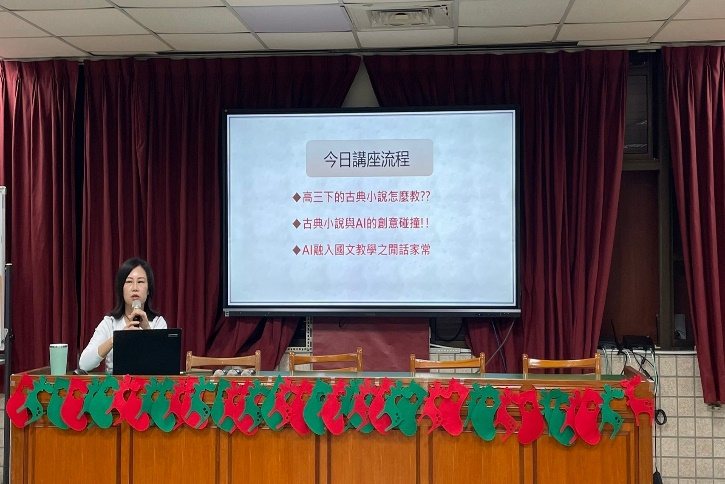 今日講座流程
◆高三下的古典小說怎麼教??
◆古典小說與AI的創意碰撞!!
◆AI融入國文教學之閒話家常